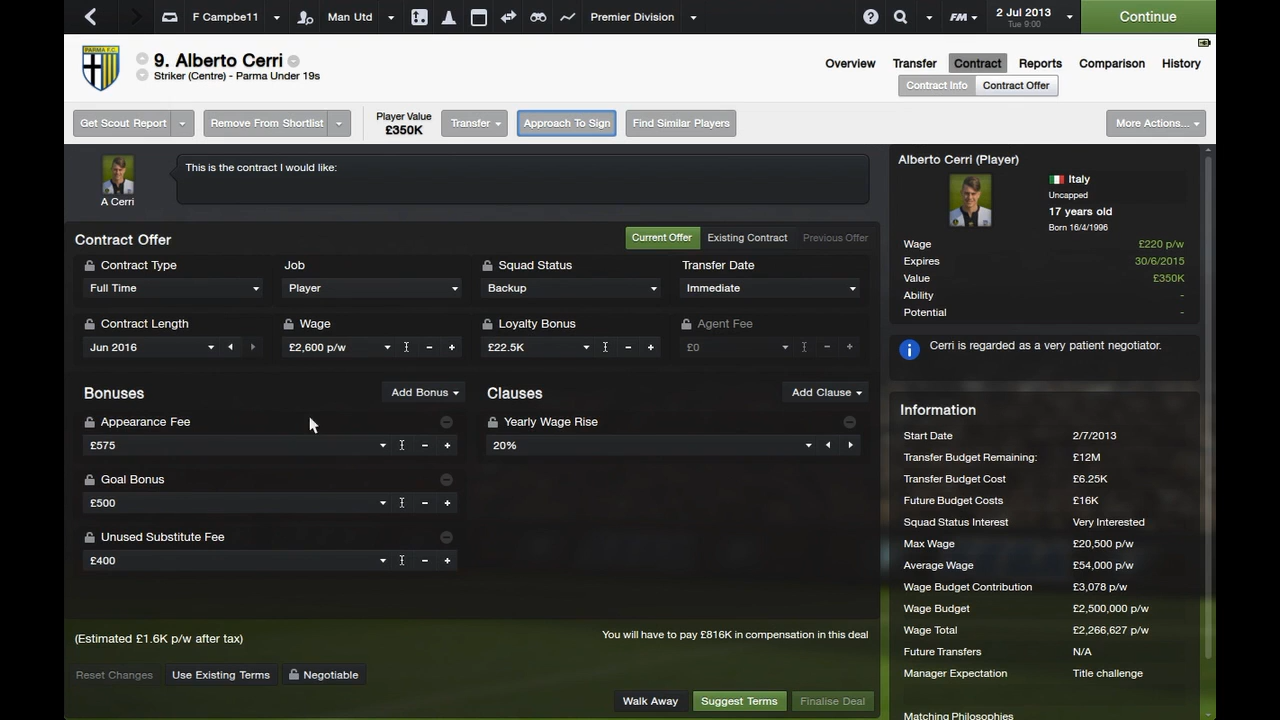 F Campbe11
Man Utd
Premier Division
FM
2 Jul 2013
Tue 9:00
Continue
PARMA F.C.
9. Alberto Cerri
Striker (Centre) - Parma Under 19s
Overview
Transfer
Contract
Reports
Comparison
History
Contract Info
Contract Offer
Get Scout Report
Remove From Shortlist
Player Value
£350K
Transfer
Approach To Sign
Find Similar Players
More Actions...
A Cerri
This is the contract I would like:
Contract Offer
Current Offer
Existing Contract
Previous Offer
Contract Type
Job
Squad Status
Transfer Date
Full Time
Player
Backup
Immediate
Contract Length
Wage
Loyalty Bonus
Agent Fee
Jun 2016
£2,600 p/w
£22.5K
£0
Bonuses
Add Bonus
Clauses
Add Clause
Appearance Fee
£575
Yearly Wage Rise
20%
Goal Bonus
£500
Unused Substitute Fee
£400
(Estimated £1.6K p/w after tax)
You will have to pay £816K in compensation in this deal
Reset Changes
Use Existing Terms
Negotiable
Walk Away
Suggest Terms
Finalise Deal
Alberto Cerri (Player)
Italy
Uncapped
17 years old
Born 16/4/1996
Wage £220 p/w
Expires 30/6/2015
Value £350K
Ability -
Potential -
Cerri is regarded as a very patient negotiator.
Information
Start Date 2/7/2013
Transfer Budget Remaining: £12M
Transfer Budget Cost £6.25K
Future Budget Costs £16K
Squad Status Interest Very Interested
Max Wage £20,500 p/w
Average Wage £54,000 p/w
Wage Budget Contribution £3,078 p/w
Wage Budget £2,500,000 p/w
Wage Total £2,266,627 p/w
Future Transfers N/A
Manager Expectation Title challenge
Matching Philosophies